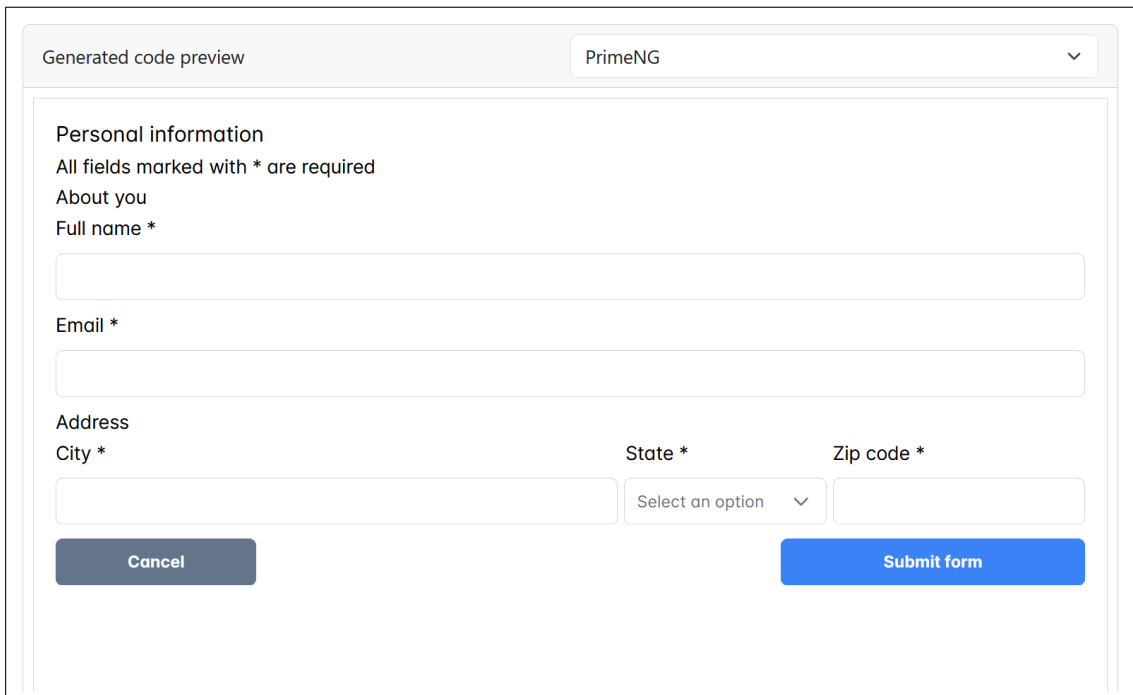 Generated code preview PrimeNG
Personal information
All fields marked with * are required
About you
Full name *
Email *
Address
City * State * Zip code *
Select an option
Cancel Submit form